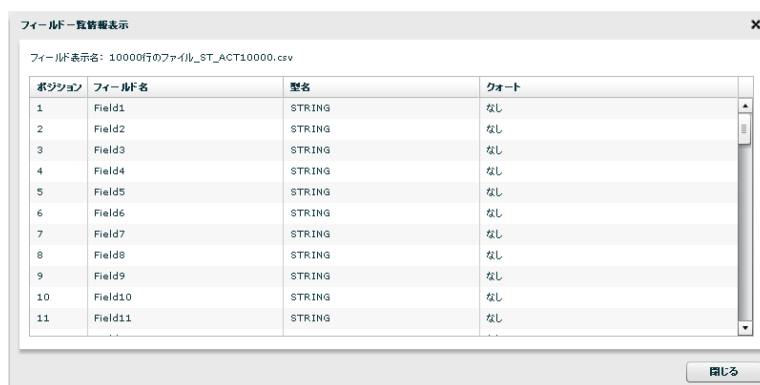 フィールド一覧情報表示
フィールド表示名: 10000行のファイル_ST_ACT10000.csv
ポジション フィールド名 型名 クォート
1 Field1 STRING なし
2 Field2 STRING なし
3 Field3 STRING なし
4 Field4 STRING なし
5 Field5 STRING なし
6 Field6 STRING なし
7 Field7 STRING なし
8 Field8 STRING なし
9 Field9 STRING なし
10 Field10 STRING なし
11 Field11 STRING なし
閉じる